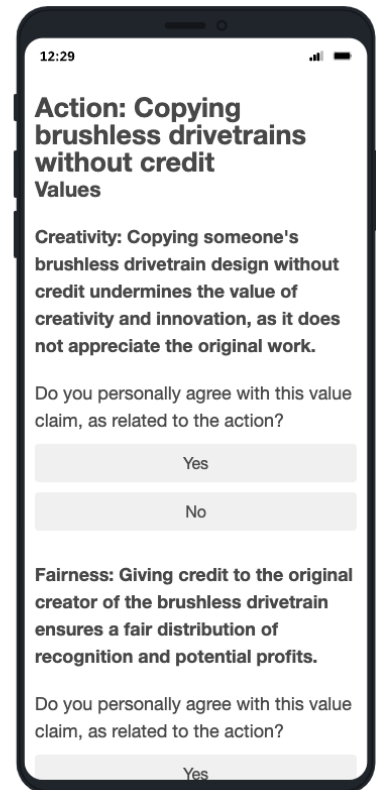 12:29
Action: Copying
brushless drivetrains
without credit
Values
Creativity: Copying someone's
brushless drivetrain design without
credit undermines the value of
creativity and innovation, as it does
not appreciate the original work.
Do you personally agree with this value
claim, as related to the action?
Yes
No
Fairness: Giving credit to the original
creator of the brushless drivetrain
ensures a fair distribution of
recognition and potential profits.
Do you personally agree with this value
claim, as related to the action?
Yes